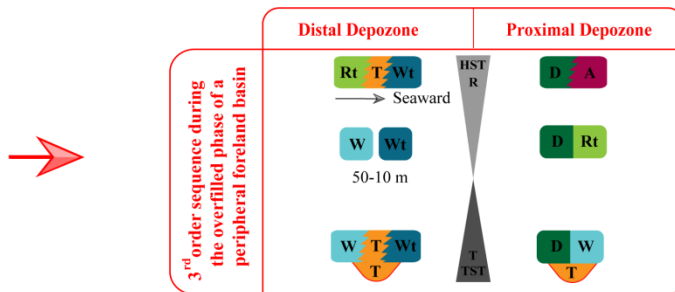 Distal Depozone Proximal Depozone
3rd order sequence during
the overfilled phase of a
peripheral foreland basin
Rt T Wt HST D A
R
Seaward
W Wt D Rt
50-10 m
W T Wt T D W
T TST T